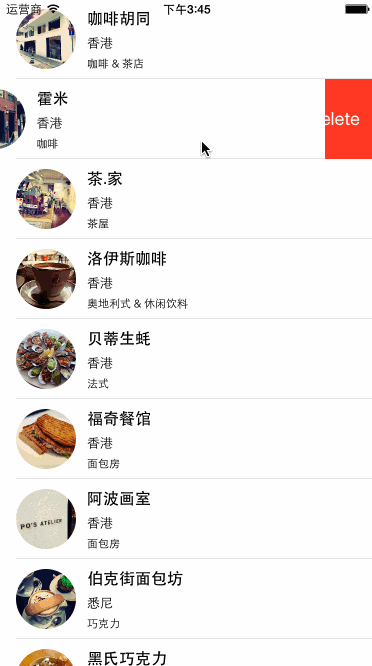 运营商 下午3:45
咖啡胡同
香港
咖啡 & 茶店
霍米
香港
咖啡
elete
茶.家
香港
茶屋
洛伊斯咖啡
香港
奥地利式 & 休闲饮料
贝蒂生蚝
香港
法式
福奇餐馆
香港
面包房
PO'S ATELIER
阿波画室
香港
面包房
伯克街面包坊
悉尼
巧克力
黑氏巧克力